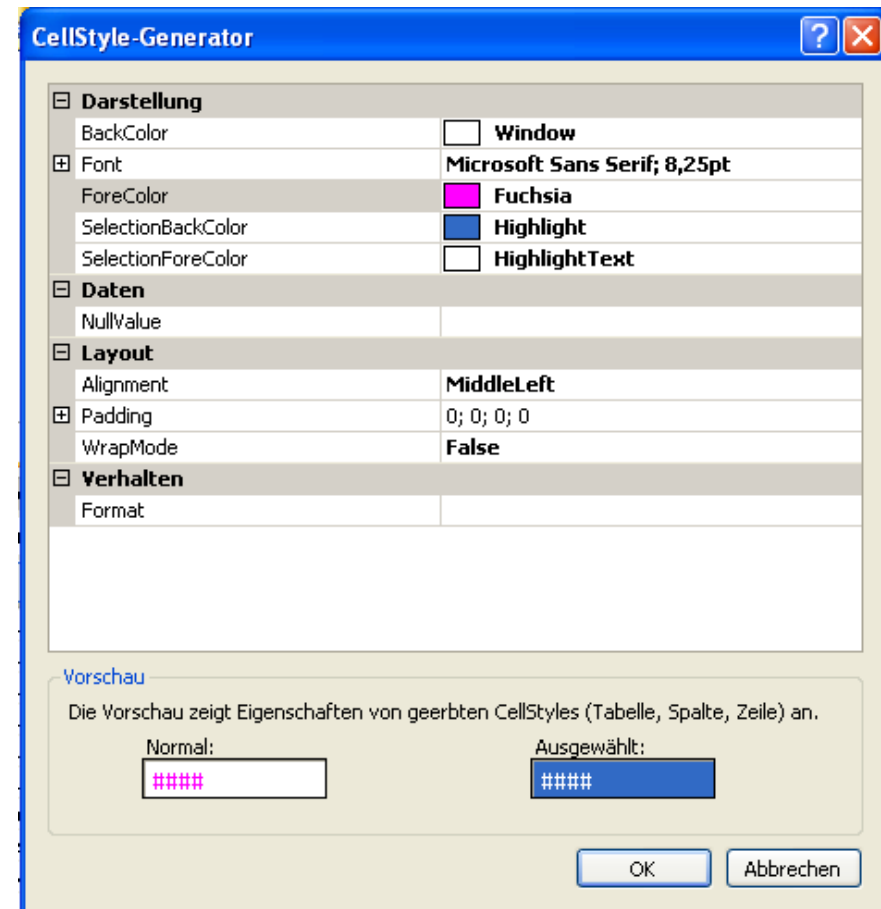 CellStyle-Generator
Darstellung
BackColor Window
Font Microsoft Sans Serif; 8,25pt
ForeColor Fuchsia
SelectionBackColor Highlight
SelectionForeColor HighlightText
Daten
NullValue
Layout
Alignment MiddleLeft
Padding 0; 0; 0; 0
WrapMode False
Verhalten
Format
Vorschau
Die Vorschau zeigt Eigenschaften von geerbten CellStyles (Tabelle, Spalte, Zeile) an.
Normal: Ausgewählt:
#### ####
OK Abbrechen